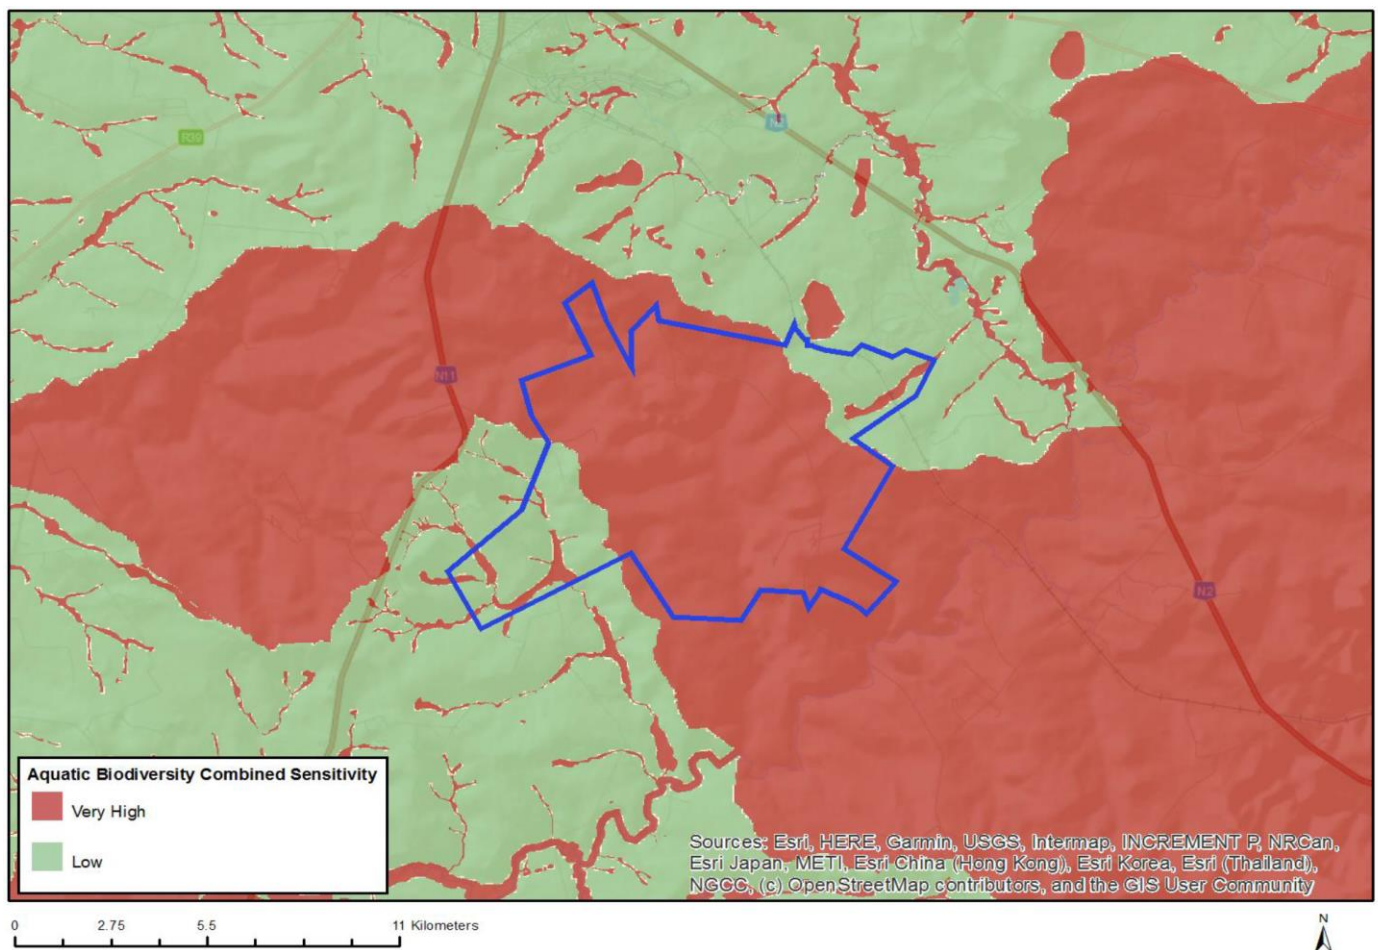 R39
N2
N11
N2
Aquatic Biodiversity Combined Sensitivity
Very High
Low
Sources: Esri, HERE, Garmin, USGS, Intermap, INCREMENT P, NRCan,
Esri Japan, METI, Esri China (Hong Kong), Esri Korea, Esri (Thailand),
NGCC, (c) OpenStreetMap contributors, and the GIS User Community
0 2.75 5.5 11 Kilometers
N